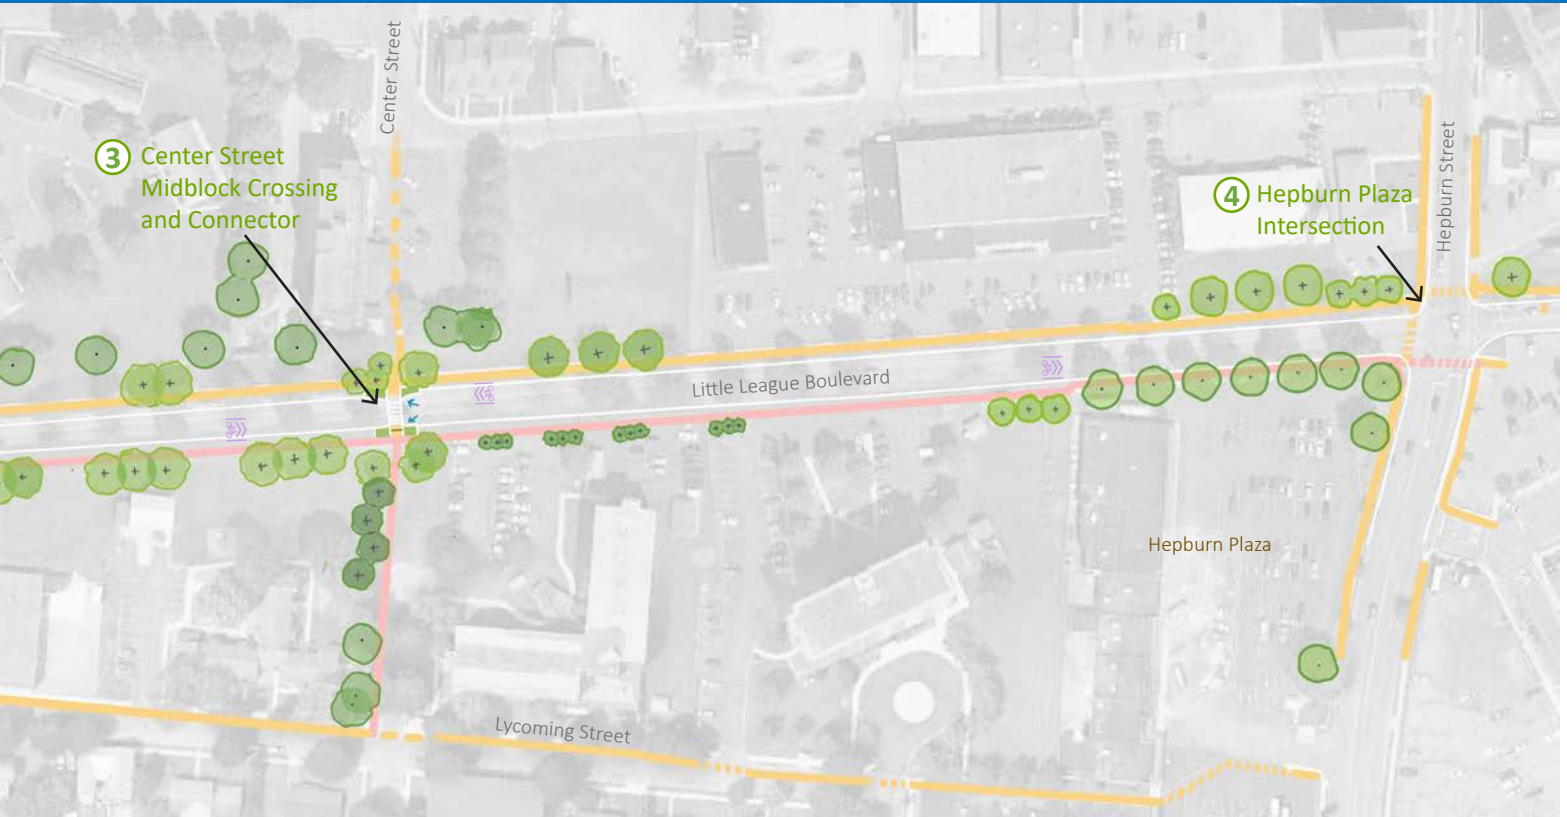 Center Street
3 Center Street
Midblock Crossing
and Connector
4 Hepburn Plaza
Intersection
Hepburn Street
Little League Boulevard
Hepburn Plaza
Lycoming Street